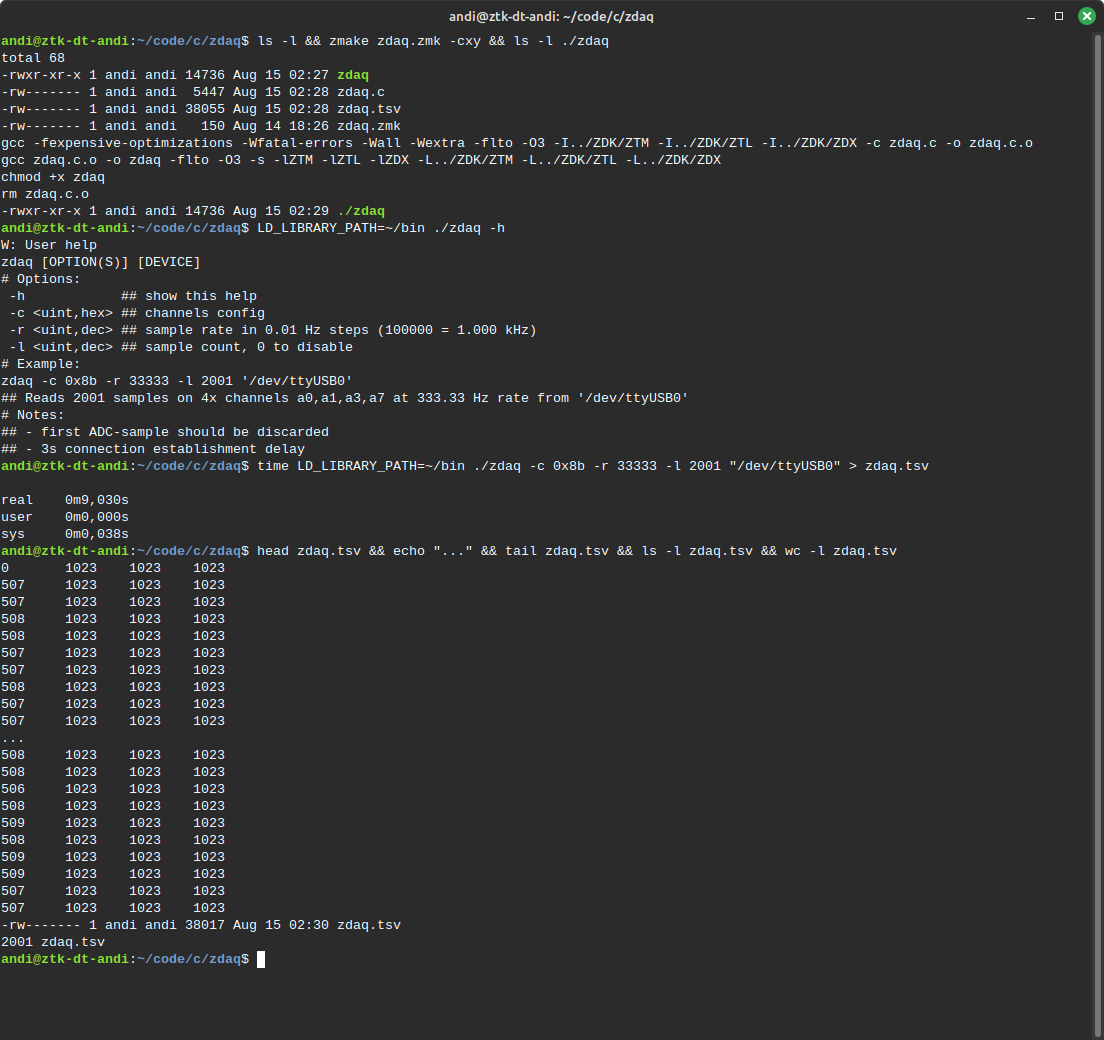 andi@ztk-dt-andi: ~/code/c/zdaq
andi@ztk-dt-andi:~/code/c/zdaq$ ls -l && zmake zdaq.zmk -cxy && ls -l ./zdaq
total 68
-rwxr-xr-x 1 andi andi 14736 Aug 15 02:27 zdaq
-rw------- 1 andi andi  5447 Aug 15 02:28 zdaq.c
-rw------- 1 andi andi 38055 Aug 15 02:28 zdaq.tsv
-rw------- 1 andi andi   150 Aug 14 18:26 zdaq.zmk
gcc -fexpensive-optimizations -Wfatal-errors -Wall -Wextra -flto -O3 -I../ZDK/ZTM -I../ZDK/ZTL -I../ZDK/ZDX -c zdaq.c -o zdaq.c.o
gcc zdaq.c.o -o zdaq -flto -O3 -s -lZTM -lZTL -lZDX -L../ZDK/ZTM -L../ZDK/ZTL -L../ZDK/ZDX
chmod +x zdaq
rm zdaq.c.o
-rwxr-xr-x 1 andi andi 14736 Aug 15 02:29 ./zdaq
andi@ztk-dt-andi:~/code/c/zdaq$ LD_LIBRARY_PATH=~/bin ./zdaq -h
W: User help
zdaq [OPTION(S)] [DEVICE]
# Options:
 -h            ## show this help
 -c <uint,hex> ## channels config
 -r <uint,dec> ## sample rate in 0.01 Hz steps (100000 = 1.000 kHz)
 -l <uint,dec> ## sample count, 0 to disable
# Example:
zdaq -c 0x8b -r 33333 -l 2001 '/dev/ttyUSB0'
## Reads 2001 samples on 4x channels a0,a1,a3,a7 at 333.33 Hz rate from '/dev/ttyUSB0'
# Notes:
## - first ADC-sample should be discarded
## - 3s connection establishment delay
andi@ztk-dt-andi:~/code/c/zdaq$ time LD_LIBRARY_PATH=~/bin ./zdaq -c 0x8b -r 33333 -l 2001 "/dev/ttyUSB0" > zdaq.tsv

real    0m9,030s
user    0m0,000s
sys     0m0,038s
andi@ztk-dt-andi:~/code/c/zdaq$ head zdaq.tsv && echo "..." && tail zdaq.tsv && ls -l zdaq.tsv && wc -l zdaq.tsv
0       1023    1023    1023
507     1023    1023    1023
507     1023    1023    1023
508     1023    1023    1023
508     1023    1023    1023
507     1023    1023    1023
507     1023    1023    1023
508     1023    1023    1023
507     1023    1023    1023
507     1023    1023    1023
...
508     1023    1023    1023
508     1023    1023    1023
506     1023    1023    1023
508     1023    1023    1023
509     1023    1023    1023
508     1023    1023    1023
509     1023    1023    1023
509     1023    1023    1023
507     1023    1023    1023
507     1023    1023    1023
-rw------- 1 andi andi 38017 Aug 15 02:30 zdaq.tsv
2001 zdaq.tsv
andi@ztk-dt-andi:~/code/c/zdaq$